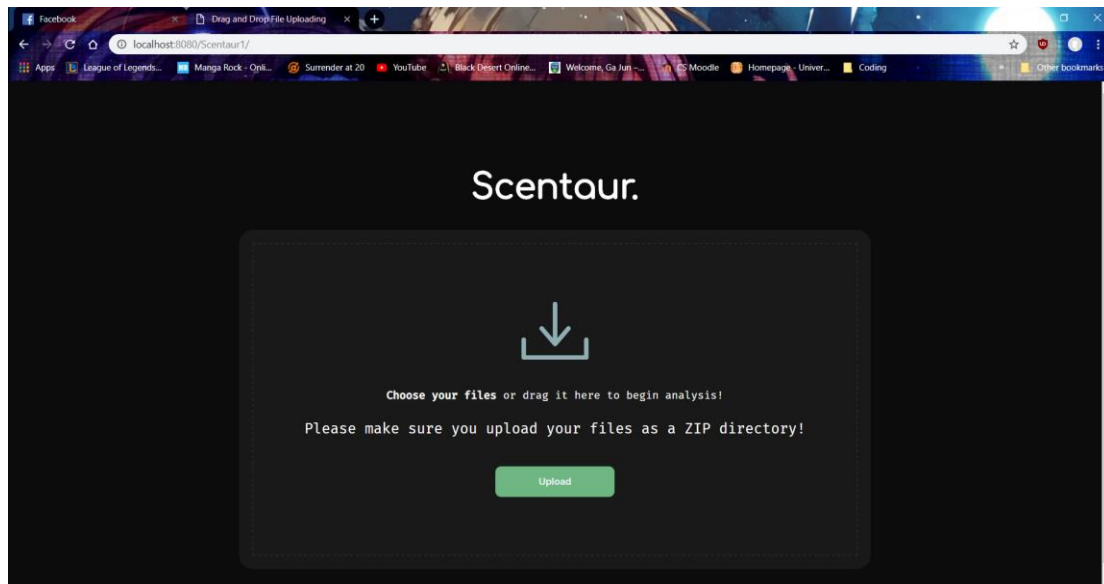 Facebook
Drag and Drop File Uploading
localhost:8080/Scentaur1/
Apps League of Legends... Manga Rock - Onli... Surrender at 20 YouTube Black Desert Online... Welcome, Ga Jun –... CS Moodle Homepage - Univer... Coding Other bookmarks
Scentaur.
Choose your files or drag it here to begin analysis!
Please make sure you upload your files as a ZIP directory!
Upload